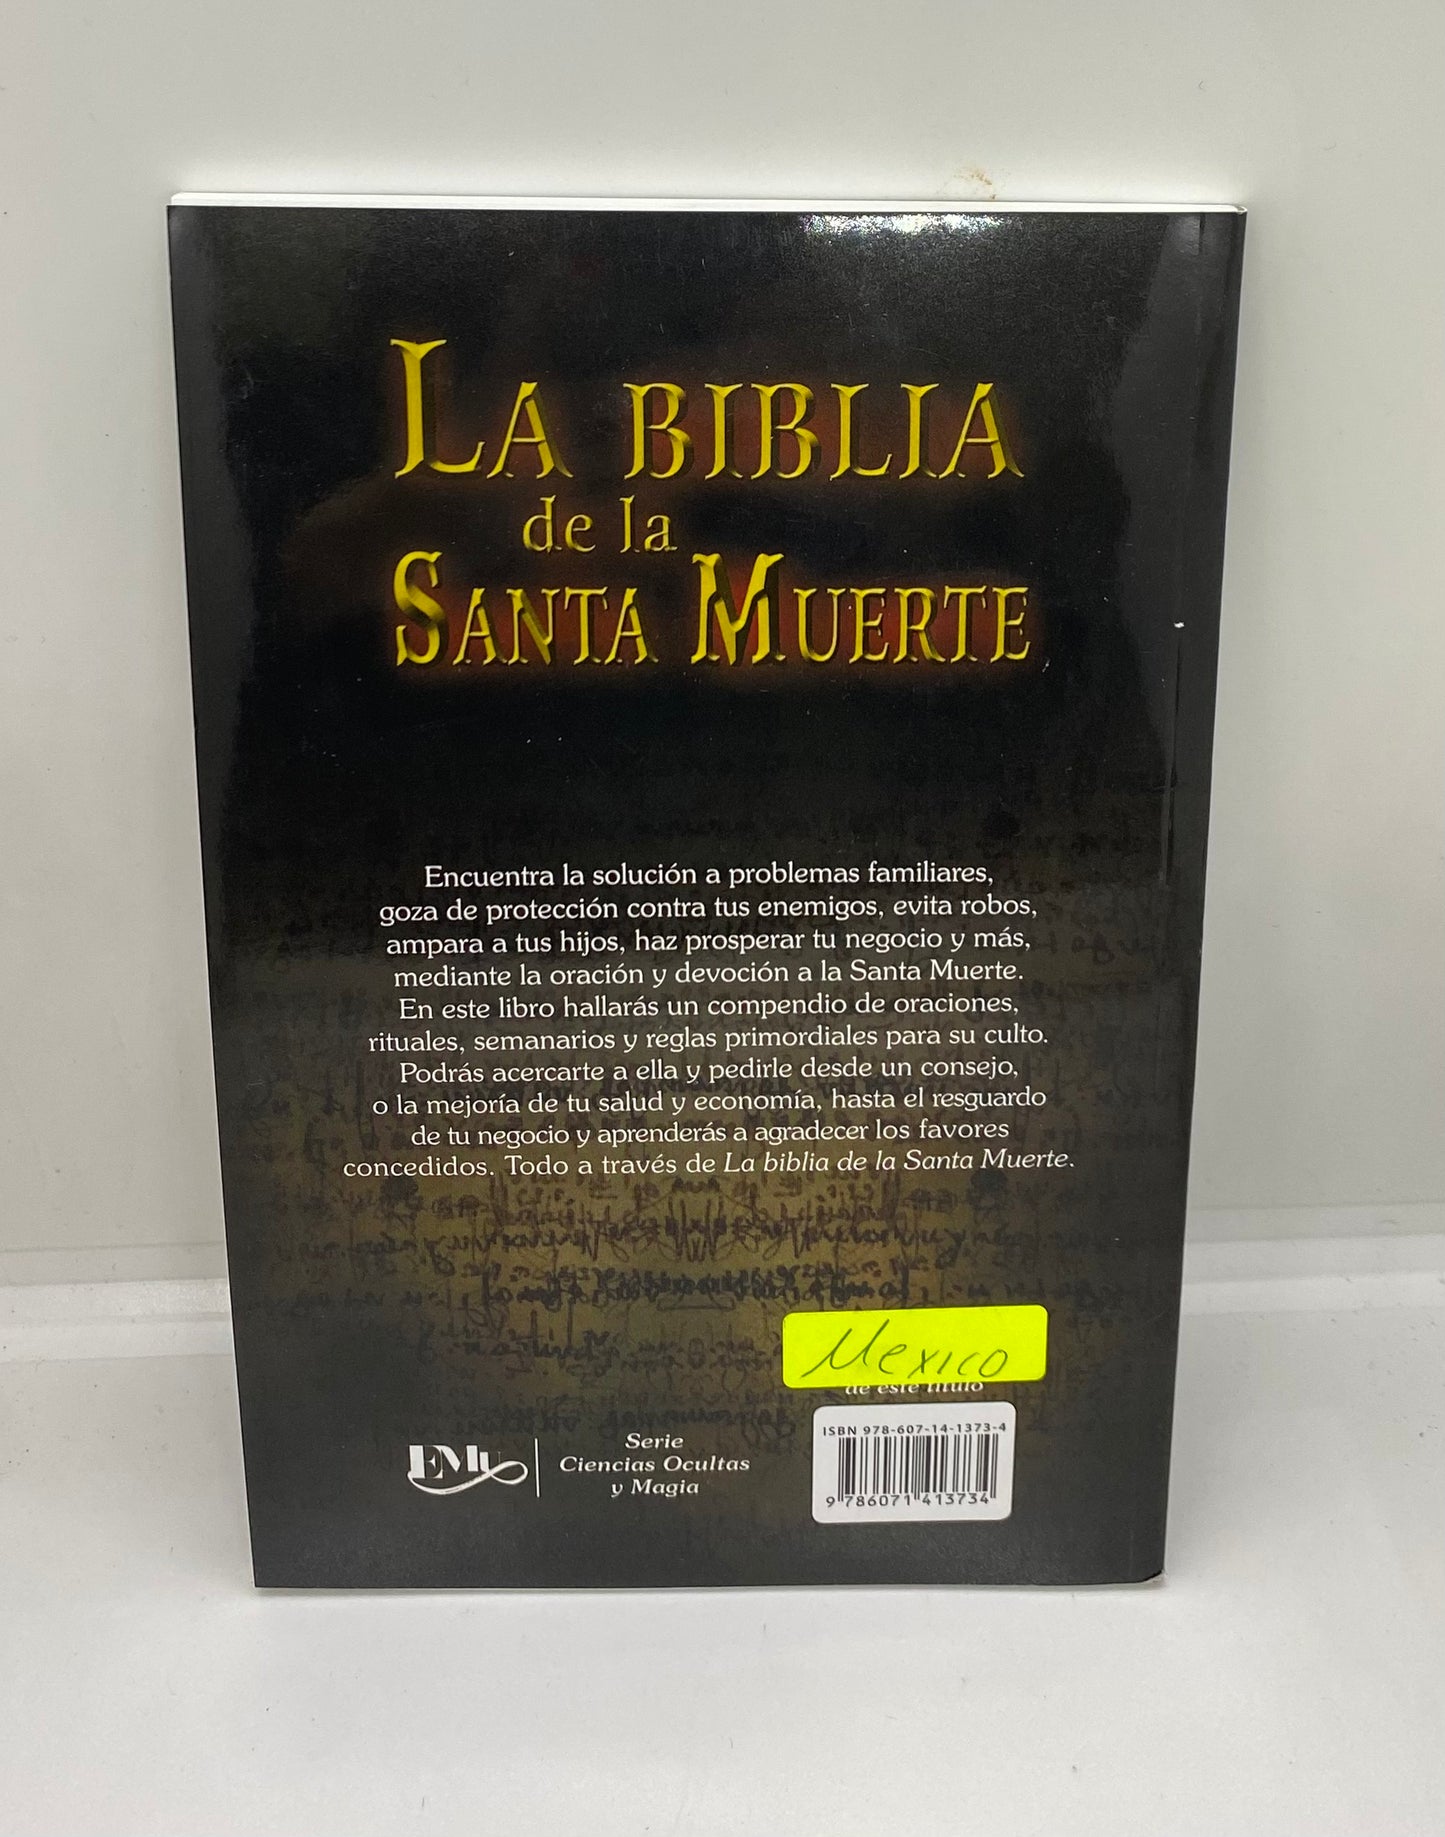 LA BIBLIA
de la
SANTA MUERTE
Encuentra la solución a problemas familiares,
goza de protección contra tus enemigos, evita robos,
ampara a tus hijos, haz prosperar tu negocio y más,
mediante la oración y devoción a la Santa Muerte.
En este libro hallarás un compendio de oraciones,
rituales, semanarios y reglas primordiales para su culto.
Podrás acercarte a ella y pedirle desde un consejo,
o la mejoría de tu salud y economía, hasta el resguardo
de tu negocio y aprenderás a agradecer los favores
concedidos. Todo a través de La biblia de la Santa Muerte.
Mexico
de este título
EMU
Serie
Ciencias Ocultas
y Magia
ISBN 978-607-14-1373-4
9 786071 413734